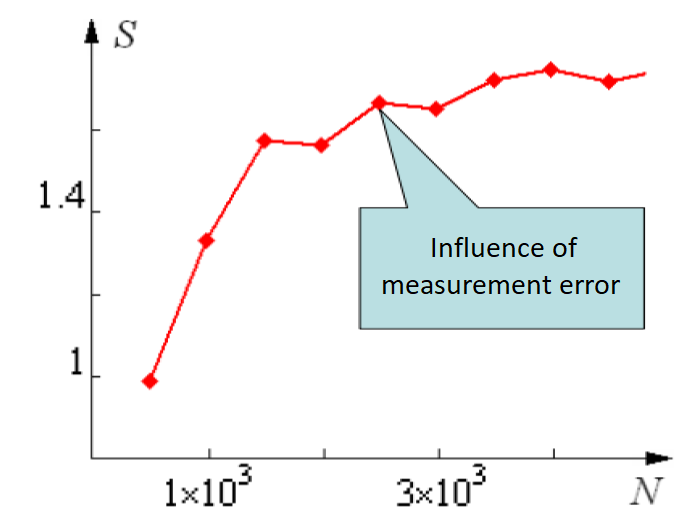 S
1.4
Influence of
measurement error
1
1×10³
3×10³
N